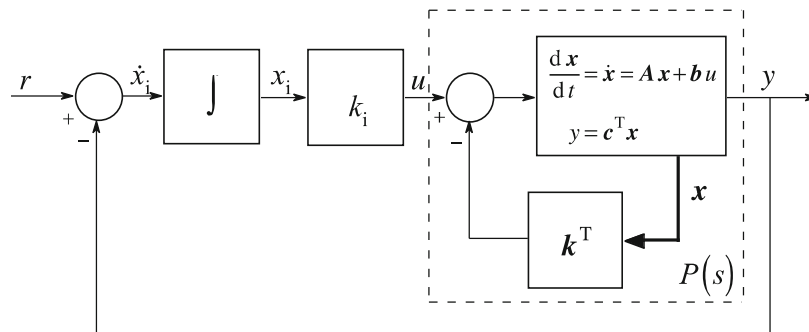 r
+
−
ẋᵢ
∫
xᵢ
kᵢ
u
+
−
dx/dt = ẋ = Ax + bu
y = cᵀx
y
x
kᵀ
P(s)